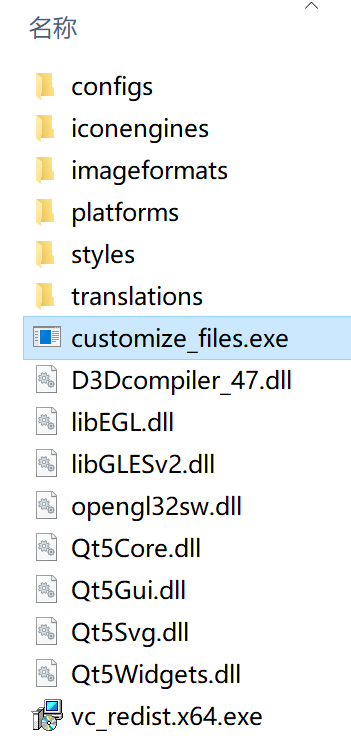 名称
configs
iconengines
imageformats
platforms
styles
translations
customize_files.exe
D3Dcompiler_47.dll
libEGL.dll
libGLESv2.dll
opengl32sw.dll
Qt5Core.dll
Qt5Gui.dll
Qt5Svg.dll
Qt5Widgets.dll
vc_redist.x64.exe